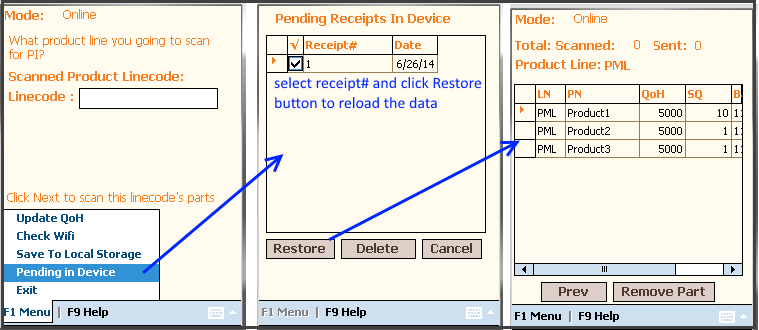 Mode: Online
What product line you going to scan
for PI?
Scanned Product Linecode:
Linecode :
Click Next to scan this linecode's parts
Update QoH
Check Wifi
Save To Local Storage
Pending in Device
Exit
F1 Menu | F9 Help
Pending Receipts In Device
√ Receipt# Date
1 6/26/14
select receipt# and click Restore
button to reload the data
Restore Delete Cancel
F1 Menu | F9 Help
Mode: Online
Total: Scanned: 0 Sent: 0
Product Line: PML
LN PN QoH SQ B
PML Product1 5000 10 11
PML Product2 5000 1 11
PML Product3 5000 1 11
Prev Remove Part
F1 Menu | F9 Help